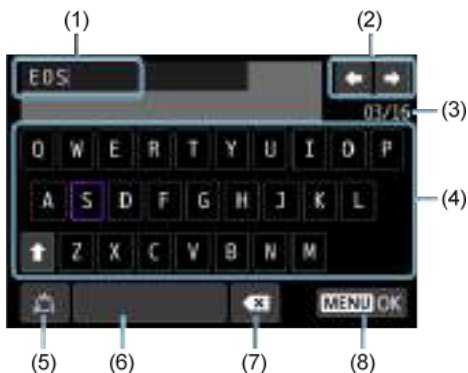 (1) (2)
EOS
03/16 (3)
Q W E R T Y U I O P
A S D F G H J K L (4)
Z X C V B N M
MENU OK
(5) (6) (7) (8)